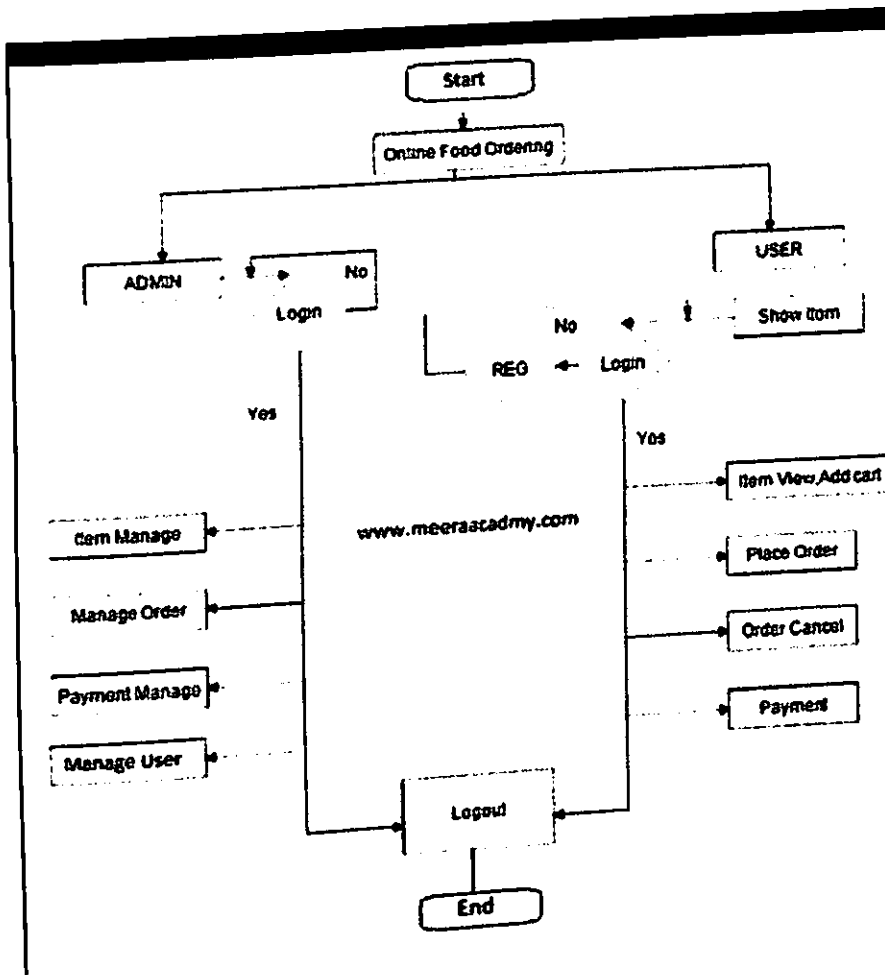 Start
Online Food Ordering
ADMIN
No
Login
USER
Show Item
No
REG
Login
Yes
Yes
Item View,Add cart
Item Manage
www.meeraacadmy.com
Place Order
Manage Order
Order Cancel
Payment Manage
Payment
Manage User
Logout
End